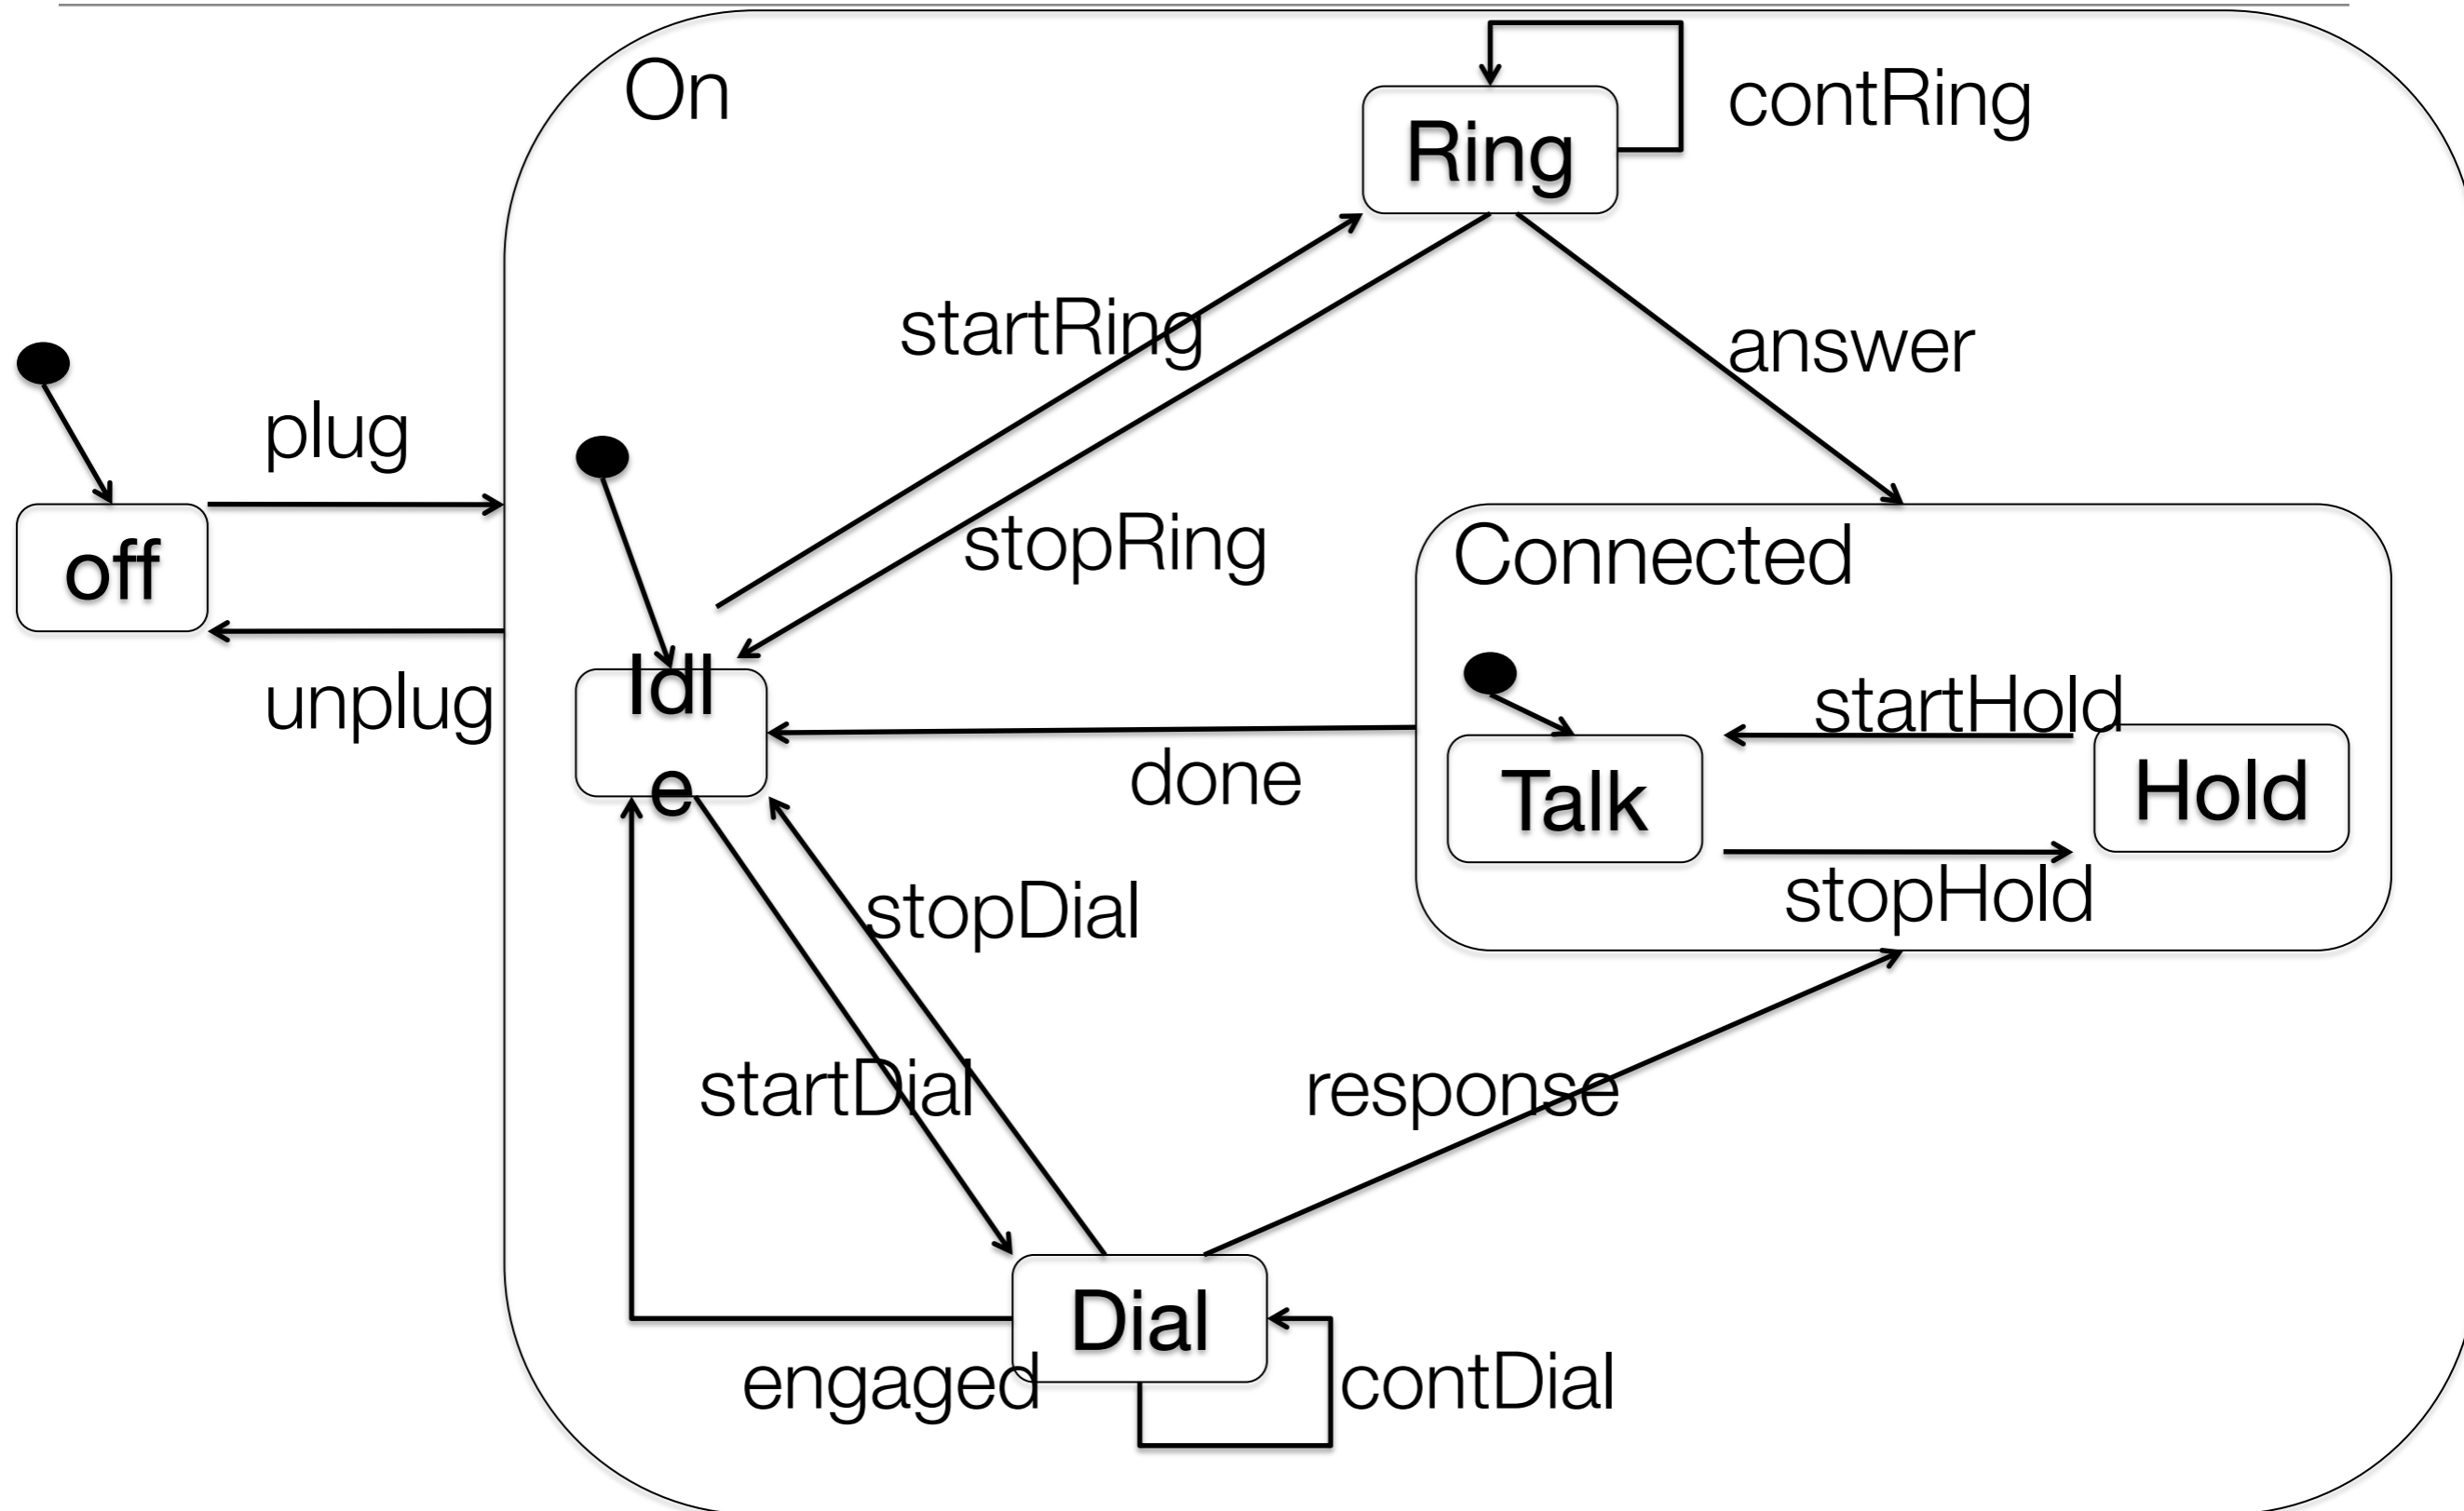 On
Ring
contRing
startRing
answer
plug
off
stopRing
Connected
Idl
e
unplug
startHold
done
Talk
Hold
stopDial
stopHold
startDial
response
Dial
engaged
contDial